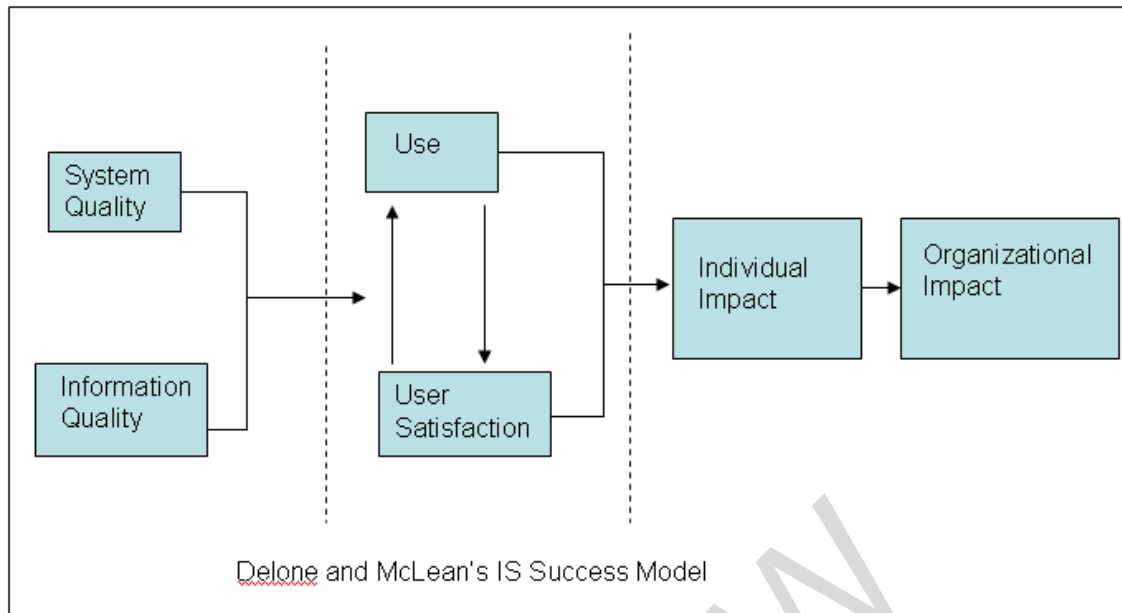 System
Quality
Information
Quality
Use
User
Satisfaction
Individual
Impact
Organizational
Impact
Delone and McLean's IS Success Model